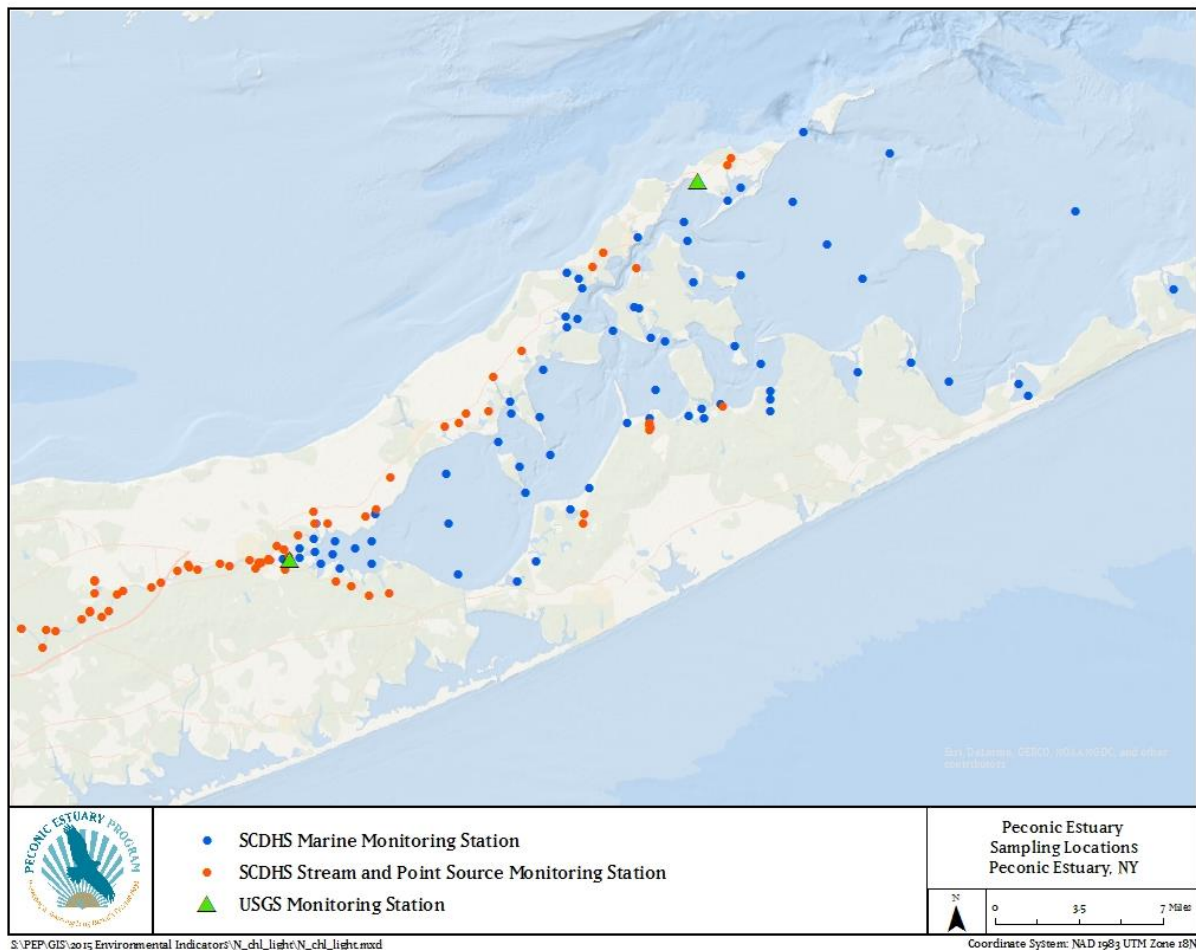 Esri, DeLorme, GEBCO, NOAA NGDC, and other
contributors
PECONIC ESTUARY PROGRAM
SCDHS Marine Monitoring Station
SCDHS Stream and Point Source Monitoring Station
USGS Monitoring Station
Peconic Estuary
Sampling Locations
Peconic Estuary, NY
N
0 3.5 7 Miles
S:\PEP\GIS\2015 Environmental Indicators\N_chl_light\N_chl_light.mxd
Coordinate System: NAD 1983 UTM Zone 18N